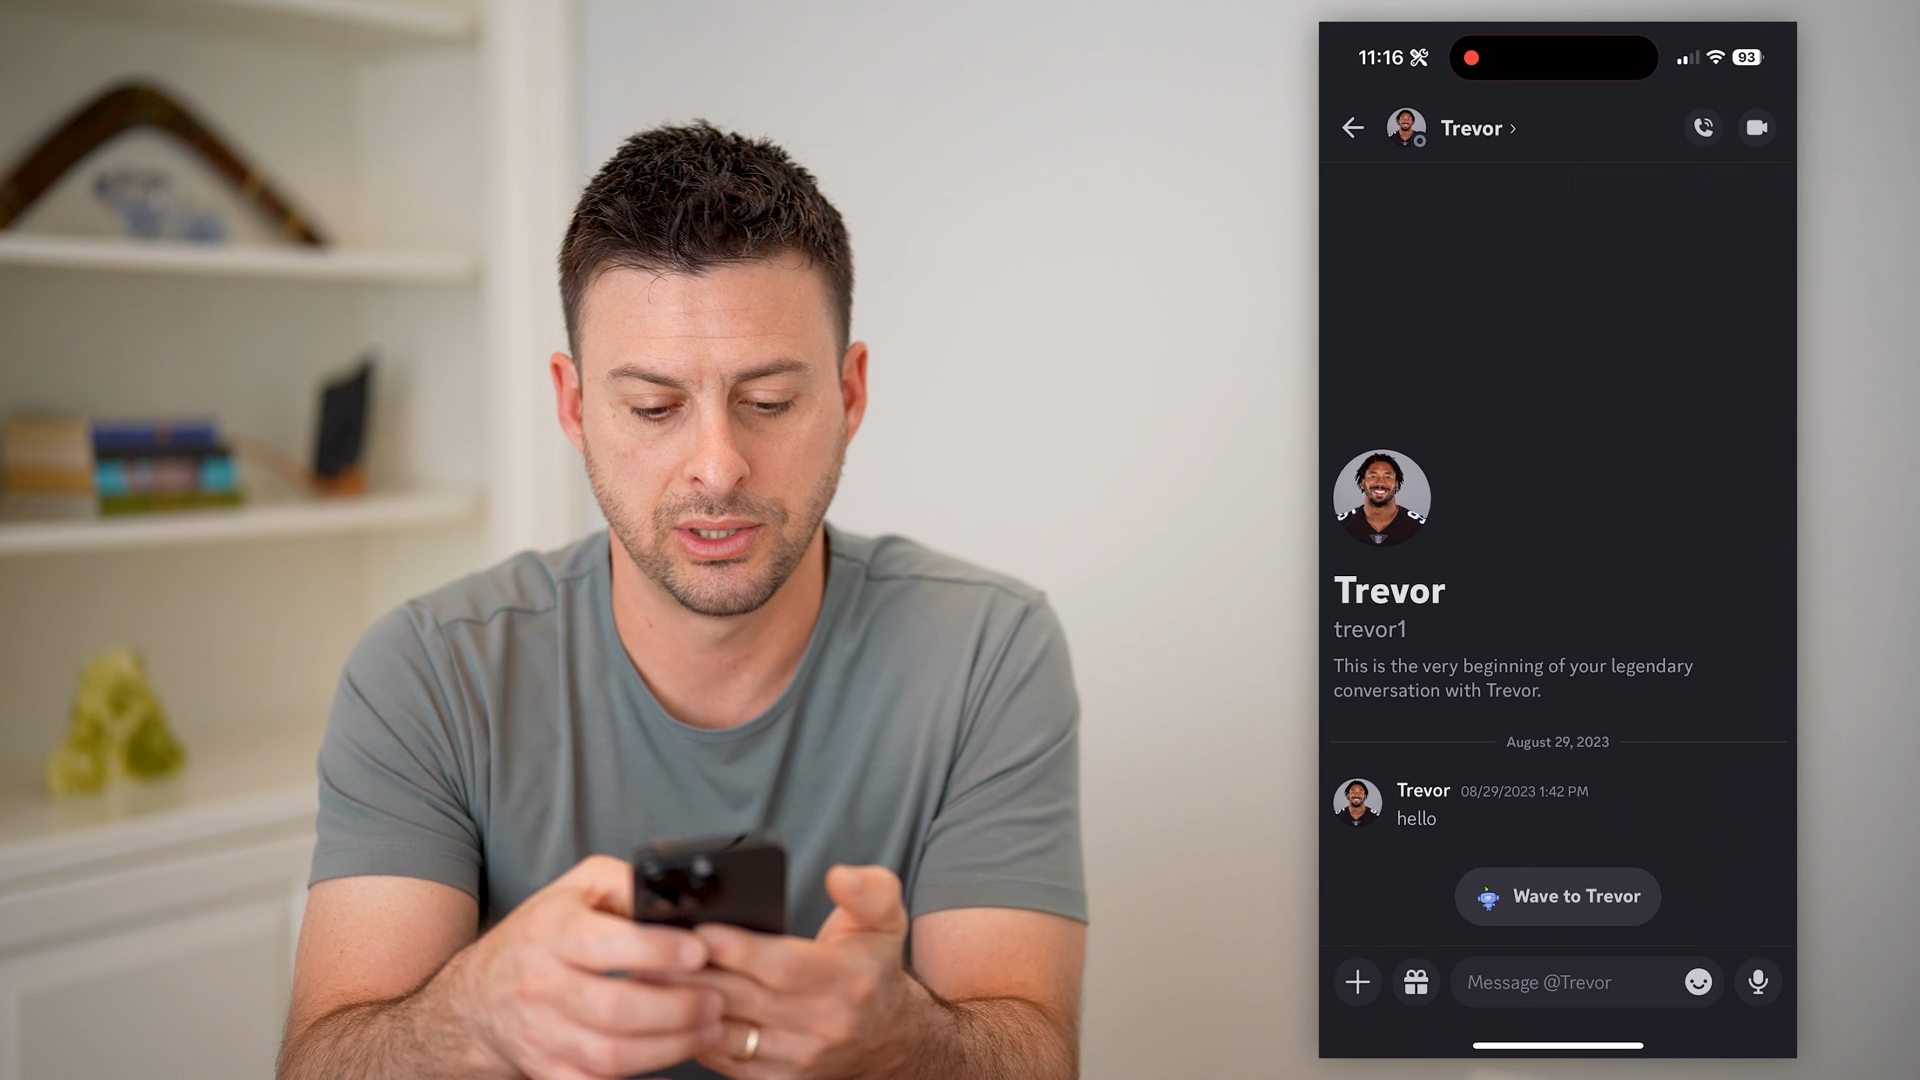 11:16
93
Trevor
Trevor
trevor1
This is the very beginning of your legendary
conversation with Trevor.
August 29, 2023
Trevor 08/29/2023 1:42 PM
hello
Wave to Trevor
Message @Trevor